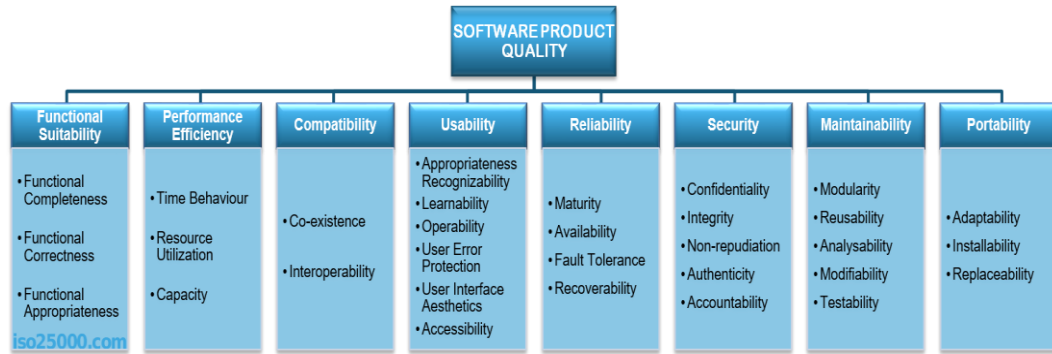 SOFTWARE PRODUCT
QUALITY
Functional
Suitability
• Functional
Completeness
• Functional
Correctness
• Functional
Appropriateness
iso25000.com
Performance
Efficiency
• Time Behaviour
• Resource
Utilization
• Capacity
Compatibility
• Co-existence
• Interoperability
Usability
• Appropriateness
Recognizability
• Learnability
• Operability
• User Error
Protection
• User Interface
Aesthetics
• Accessibility
Reliability
• Maturity
• Availability
• Fault Tolerance
• Recoverability
Security
• Confidentiality
• Integrity
• Non-repudiation
• Authenticity
• Accountability
Maintainability
• Modularity
• Reusability
• Analysability
• Modifiability
• Testability
Portability
• Adaptability
• Installability
• Replaceability